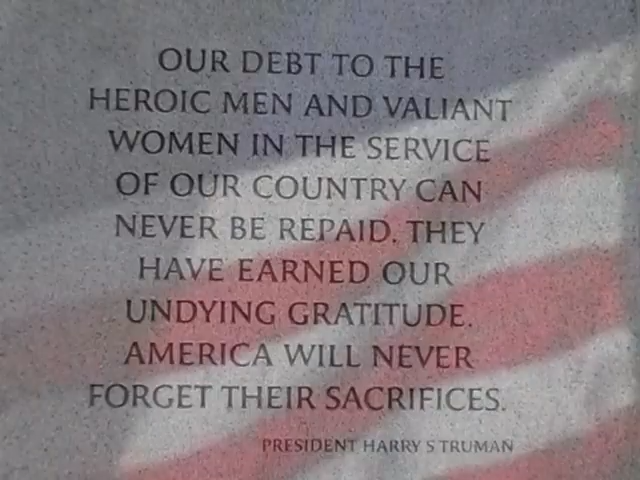 OUR DEBT TO THE
HEROIC MEN AND VALIANT
WOMEN IN THE SERVICE
OF OUR COUNTRY CAN
NEVER BE REPAID. THEY
HAVE EARNED OUR
UNDYING GRATITUDE.
AMERICA WILL NEVER
FORGET THEIR SACRIFICES.
PRESIDENT HARRY S TRUMAN